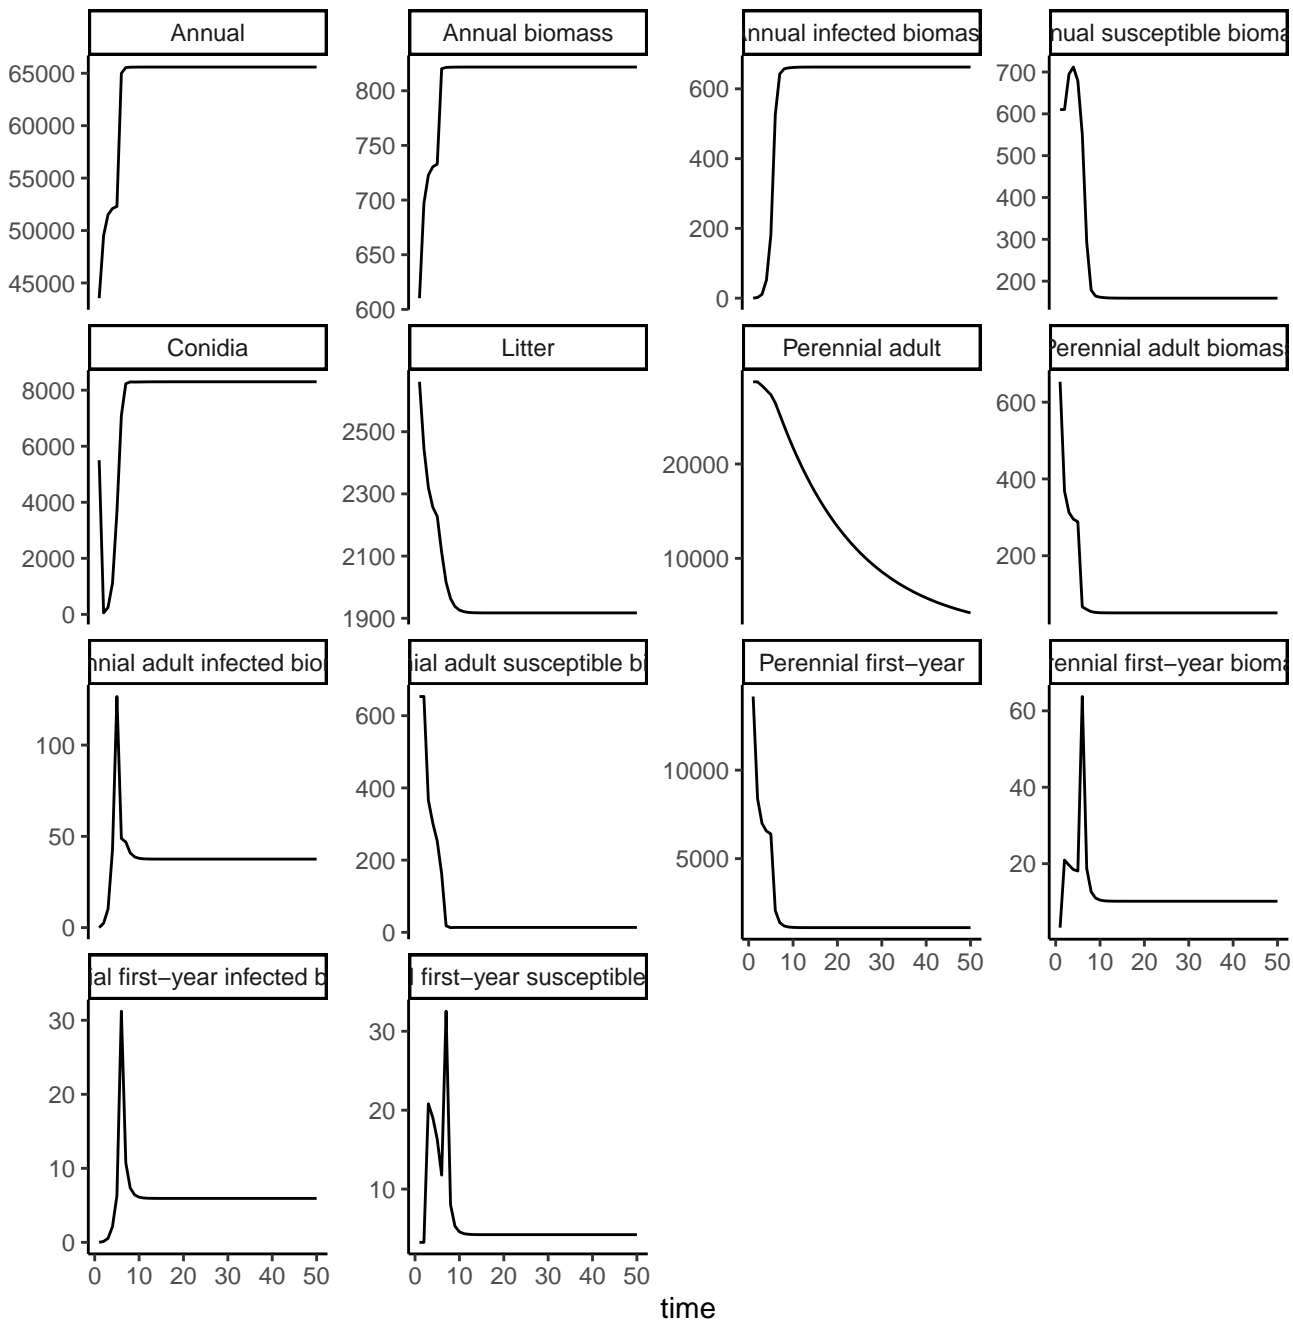 Annual
Annual biomass
nnual infected biomas
nual susceptible bioma
65000
60000
55000
50000
45000
800
750
700
650
600
600
400
200
0
700
600
500
400
300
200
Conidia
Litter
Perennial adult
Perennial adult biomas
8000
6000
4000
2000
0
2500
2300
2100
1900
20000
10000
600
400
200
nnial adult infected bio
ial adult susceptible bi
Perennial first−year
rennial first−year bioma
100
50
0
600
400
200
0
10000
5000
60
40
20
0 10 20 30 40 50
0 10 20 30 40 50
ial first−year infected b
l first−year susceptible
30
20
10
0
30
20
10
0 10 20 30 40 50
0 10 20 30 40 50
time